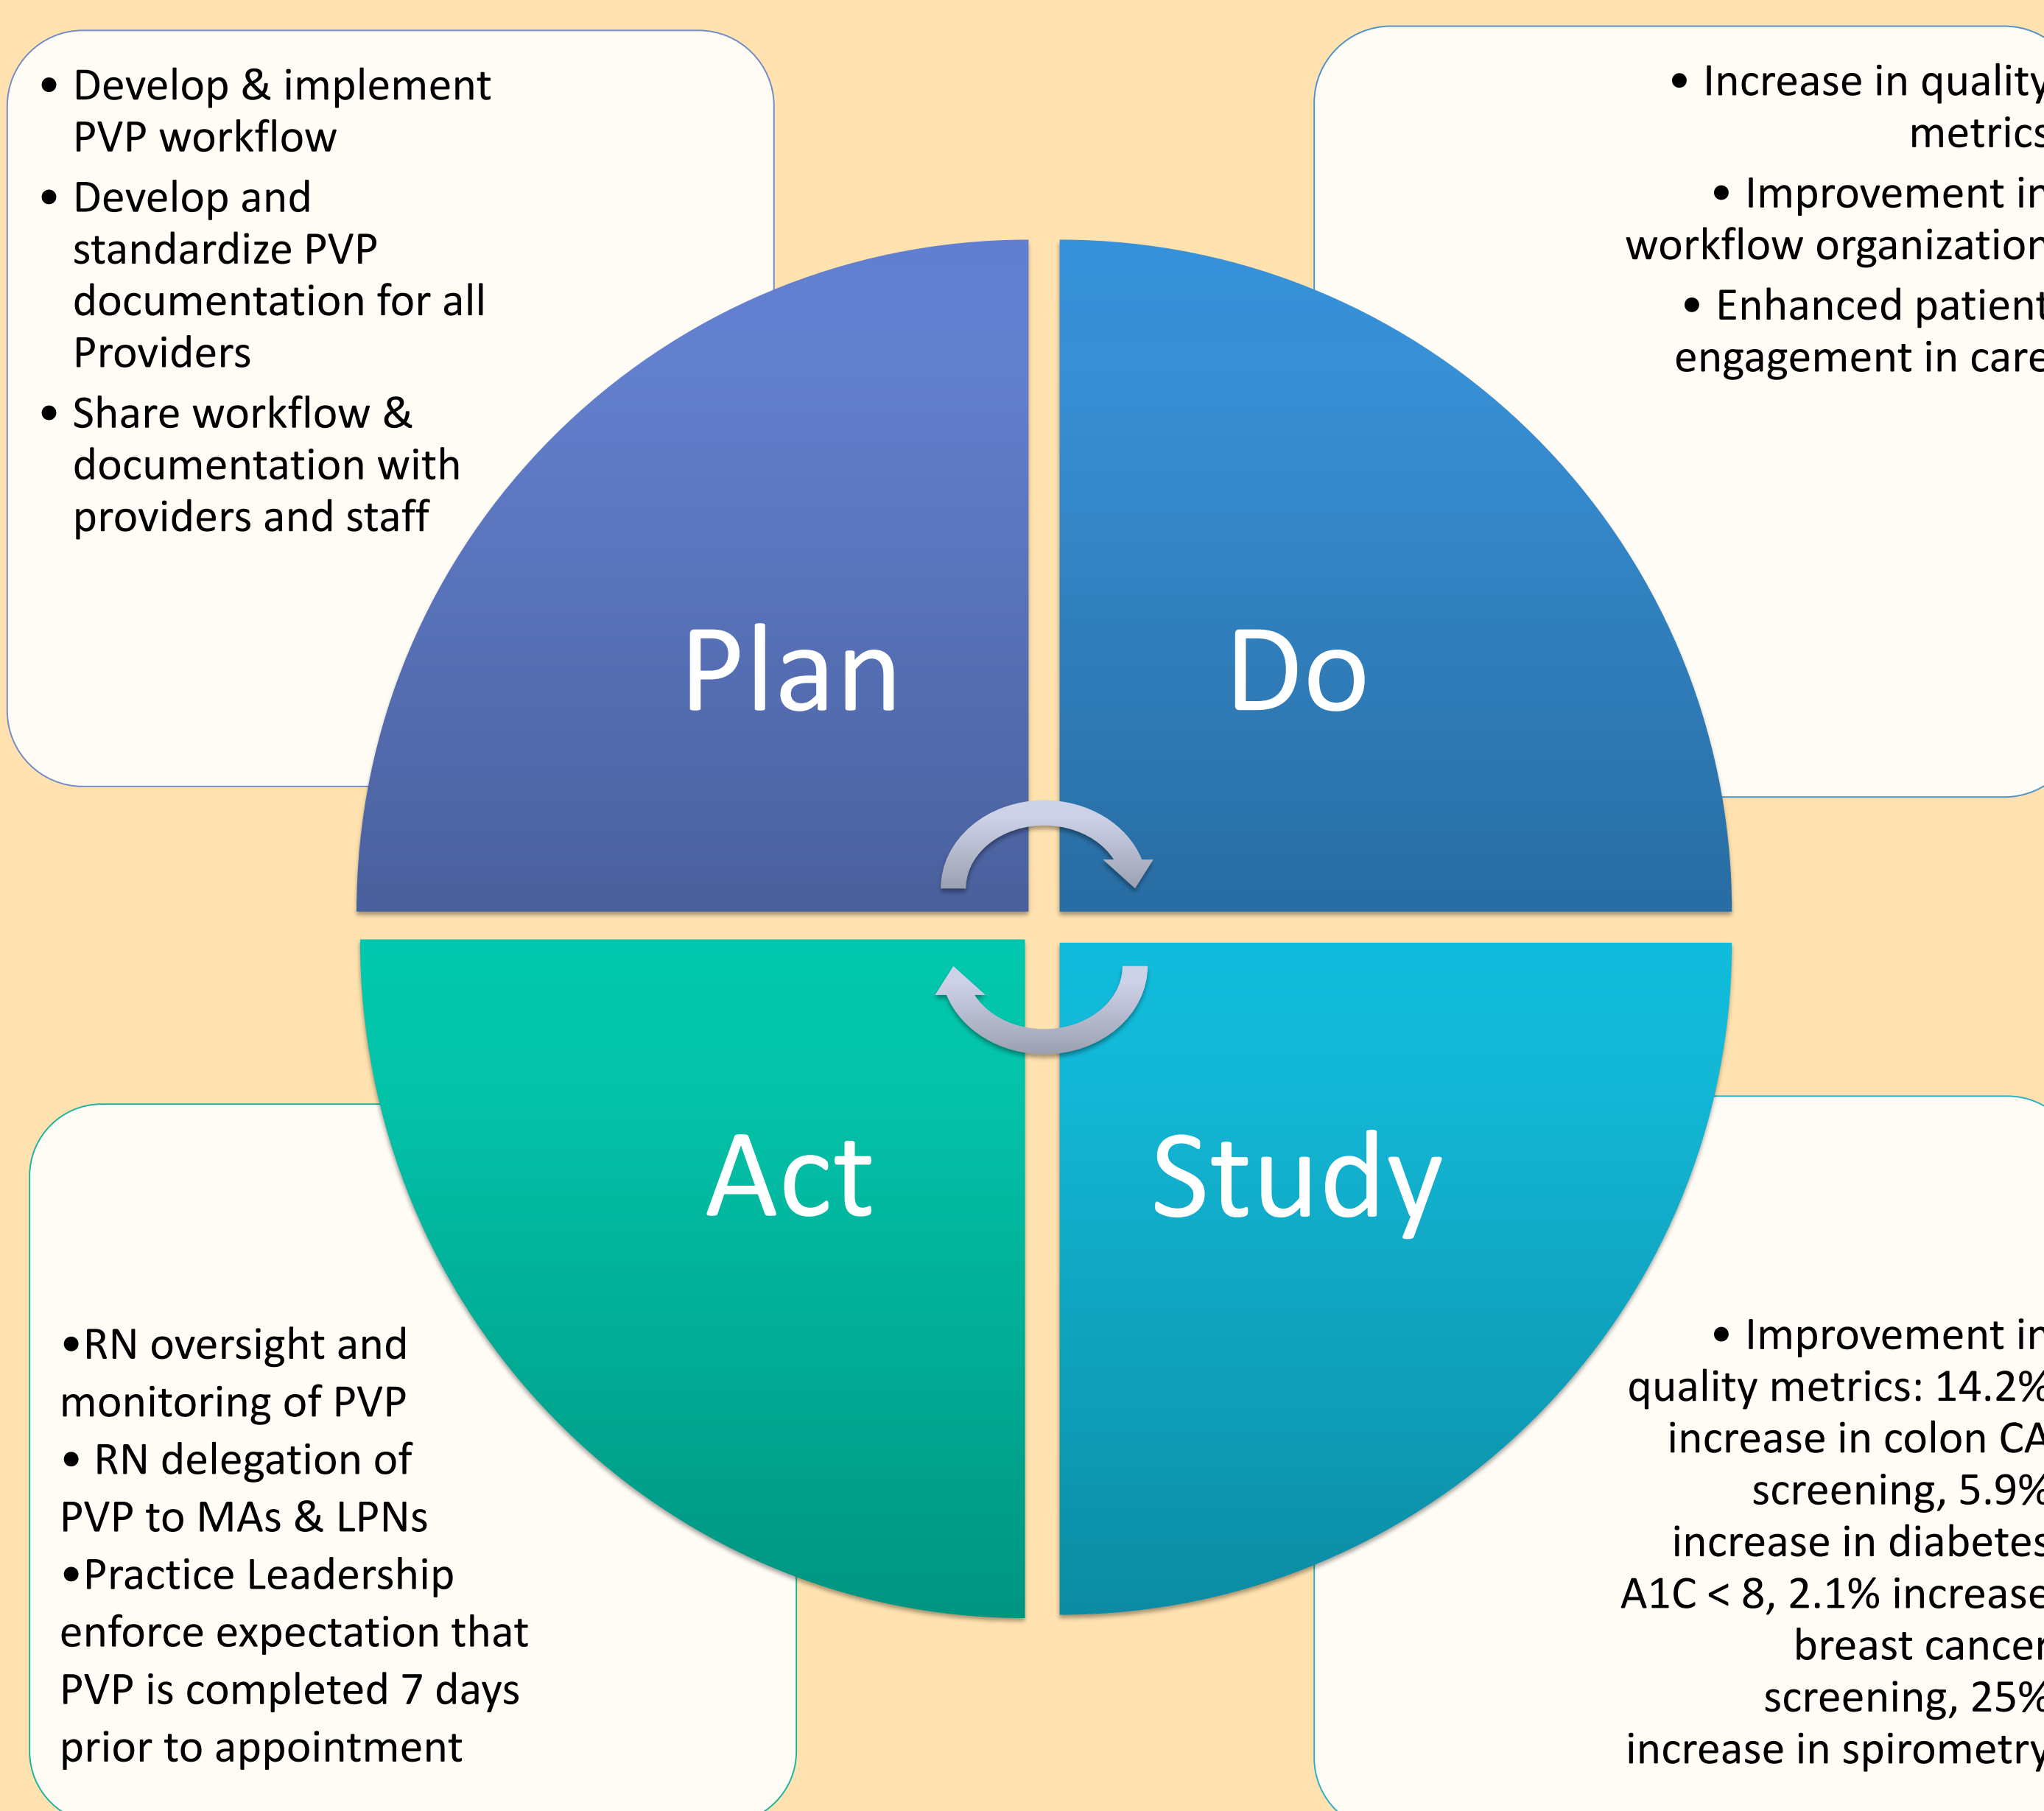 • Develop & implement
PVP workflow
• Develop and
standardize PVP
documentation for all
Providers
• Share workflow &
documentation with
providers and staff
• Increase in quality
metrics
• Improvement in
workflow organization
• Enhanced patient
engagement in care
Plan
Do
Act
Study
•RN oversight and
monitoring of PVP
• RN delegation of
PVP to MAs & LPNs
•Practice Leadership
enforce expectation that
PVP is completed 7 days
prior to appointment
• Improvement in
quality metrics: 14.2%
increase in colon CA
screening, 5.9%
increase in diabetes
A1C < 8, 2.1% increase
breast cancer
screening, 25%
increase in spirometry